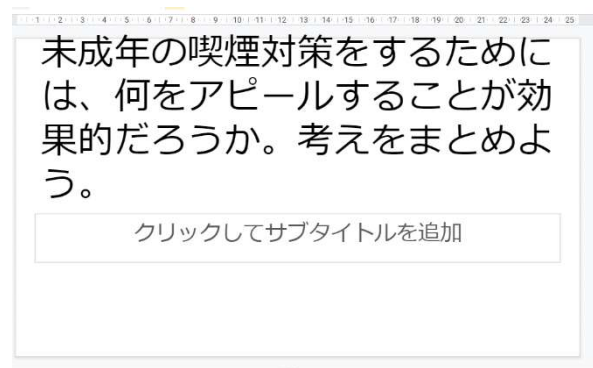 1 2 3 4 5 6 7 8 9 10 11 12 13 14 15 16 17 18 19 20 21 22 23 24 25
未成年の喫煙対策をするために
は、何をアピールすることが効
果的だろうか。考えをまとめよ
う。
クリックしてサブタイトルを追加